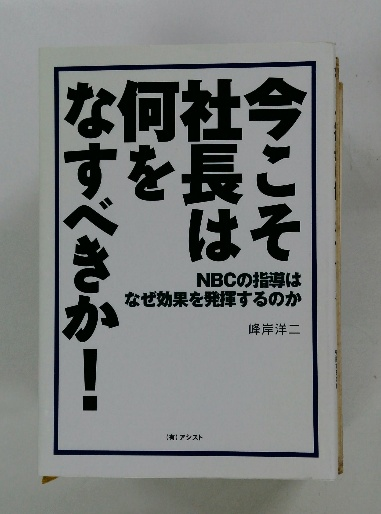 今こそ
社長は
何を
なすべきか！
NBCの指導は
なぜ効果を発揮するのか
峰岸洋二
(有)アシスト